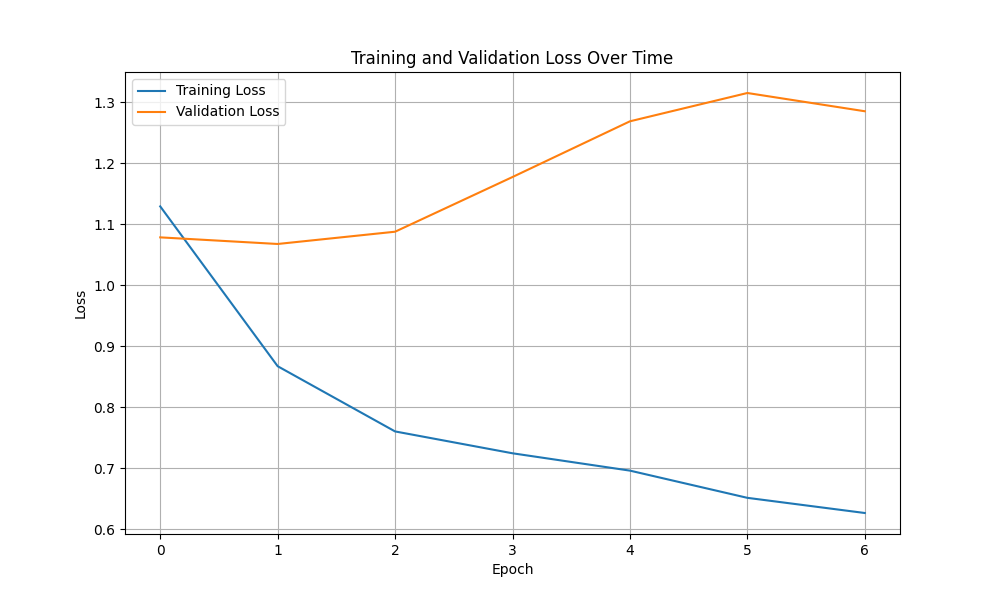 Training and Validation Loss Over Time
Training Loss
Validation Loss
1.3
1.2
1.1
1.0
0.9
0.8
0.7
0.6
Loss
0 1 2 3 4 5 6
Epoch